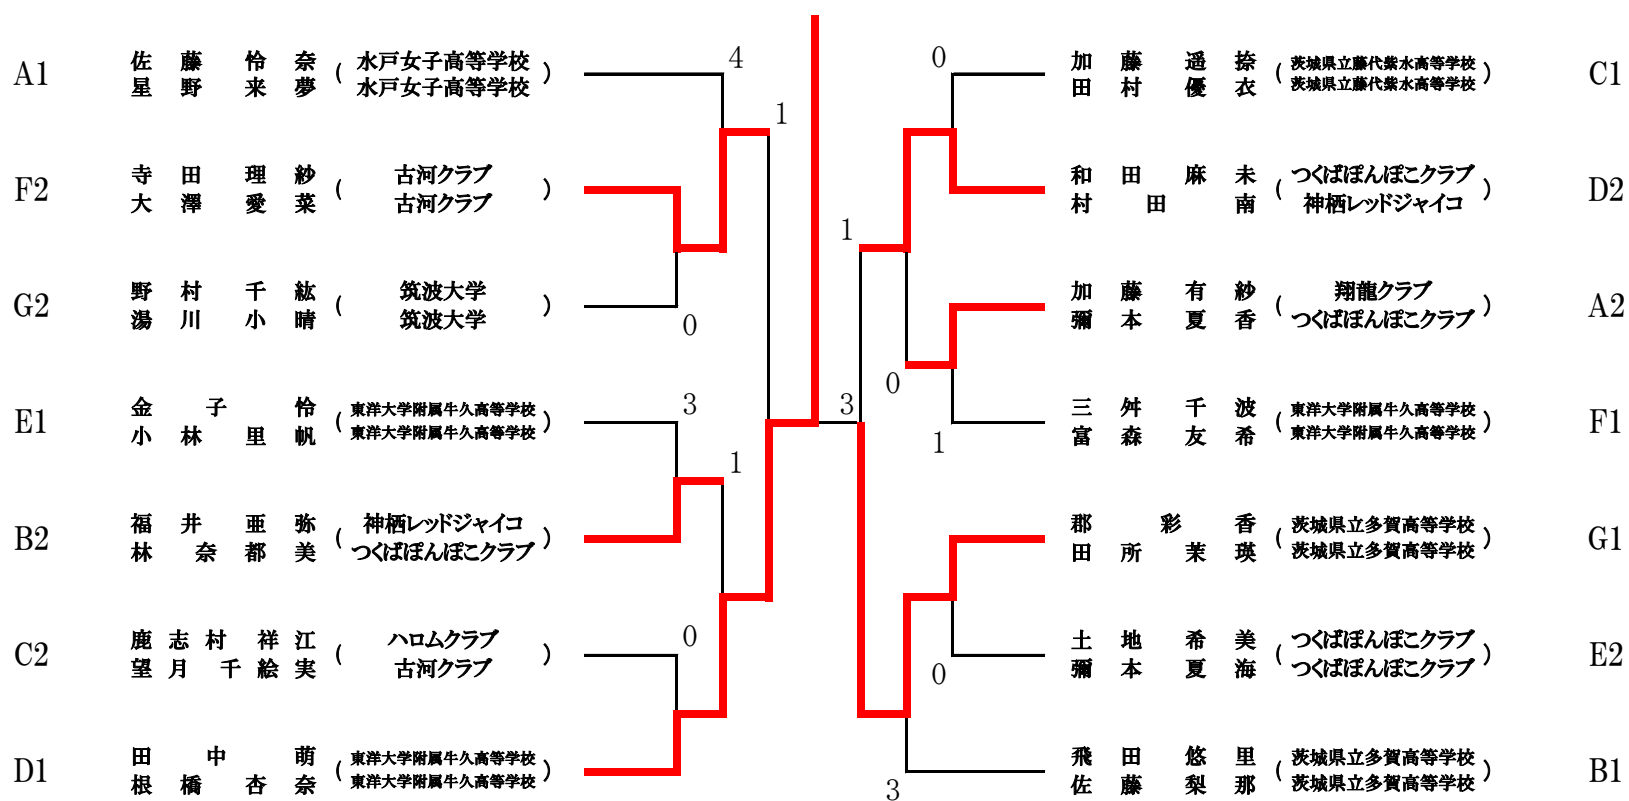 A1 佐藤怜奈 (水戸女子高等学校)
星野来夢 水戸女子高等学校
4
F2 寺田理紗 (古河クラブ)
大澤愛菜 古河クラブ
1
G2 野村千紘 (筑波大学)
湯川小晴 筑波大学
0
E1 金子怜 (東洋大学附属牛久高等学校)
小林里帆 東洋大学附属牛久高等学校
3
B2 福井亜弥 (神栖レッドジャイコ)
林奈都美 つくばぽんぽこクラブ
1
C2 鹿志村祥江 (ハロムクラブ)
望月千絵実 古河クラブ
0
D1 田中萌 (東洋大学附属牛久高等学校)
根橋杏奈 東洋大学附属牛久高等学校
0
加藤遥捺 (茨城県立藤代紫水高等学校) C1
田村優衣 茨城県立藤代紫水高等学校
和田麻未 (つくばぽんぽこクラブ) D2
村田南 神栖レッドジャイコ
1
加藤有紗 (翔龍クラブ) A2
彌本夏香 つくばぽんぽこクラブ
0
3
三舛千波 (東洋大学附属牛久高等学校) F1
富森友希 東洋大学附属牛久高等学校
1
郡彩香 (茨城県立多賀高等学校) G1
田所茉瑛 茨城県立多賀高等学校
土地希美 (つくばぽんぽこクラブ) E2
彌本夏海 つくばぽんぽこクラブ
0
飛田悠里 (茨城県立多賀高等学校) B1
佐藤梨那 茨城県立多賀高等学校
3